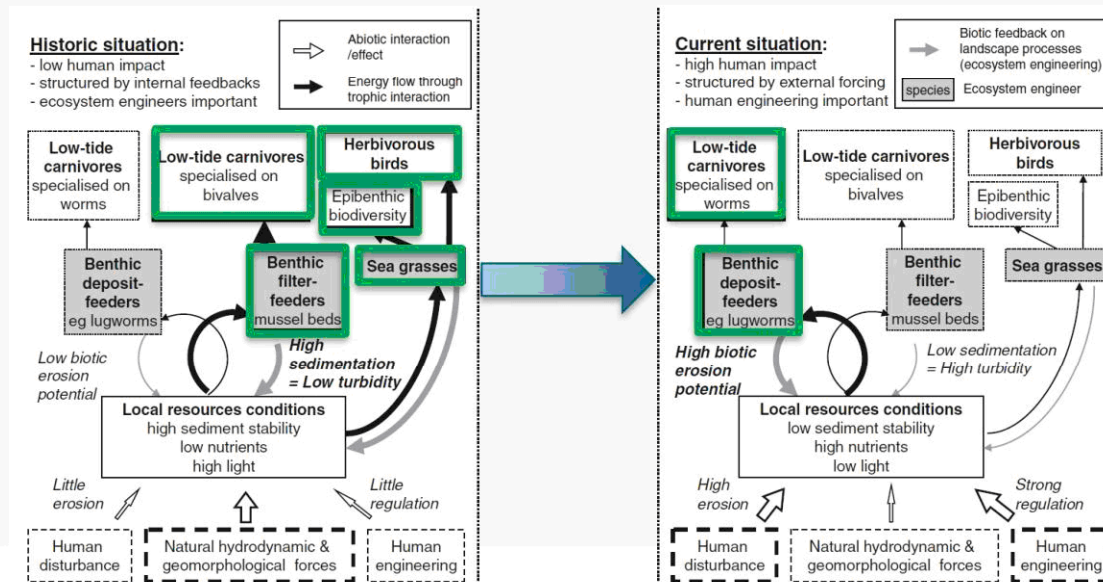 Historic situation:
- low human impact
- structured by internal feedbacks
- ecosystem engineers important
Abiotic interaction
/effect
Energy flow through
trophic interaction
Low-tide
carnivores
specialised on
worms
Low-tide carnivores
specialised on
bivalves
Herbivorous
birds
Epibenthic
biodiversity
Benthic
deposit-
feeders
eg lugworms
Benthic
filter-
feeders
mussel beds
Sea grasses
Low biotic
erosion
potential
High
sedimentation
= Low turbidity
Local resources conditions
high sediment stability
low nutrients
high light
Little
erosion
Little
regulation
Human
disturbance
Natural hydrodynamic &
geomorphological forces
Human
engineering
Current situation:
- high human impact
- structured by external forcing
- human engineering important
Biotic feedback on
landscape processes
(ecosystem engineering)
species
Ecosystem engineer
Low-tide
carnivores
specialised on
worms
Low-tide carnivores
specialised on
bivalves
Herbivorous
birds
Epibenthic
biodiversity
Benthic
deposit-
feeders
eg lugworms
Benthic
filter-
feeders
mussel beds
Sea grasses
High biotic
erosion
potential
Low sedimentation
= High turbidity
Local resources conditions
low sediment stability
high nutrients
low light
High
erosion
Strong
regulation
Human
disturbance
Natural hydrodynamic &
geomorphological forces
Human
engineering